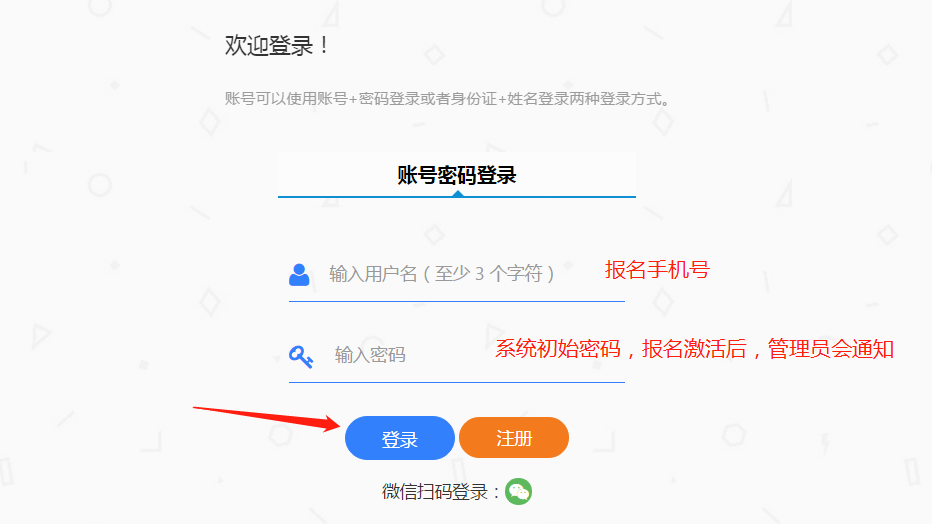 欢迎登录！
账号可以使用账号+密码登录或者身份证+姓名登录两种登录方式。
账号密码登录
输入用户名（至少 3 个字符） 报名手机号
输入密码 系统初始密码，报名激活后，管理员会通知
登录 注册
微信扫码登录：